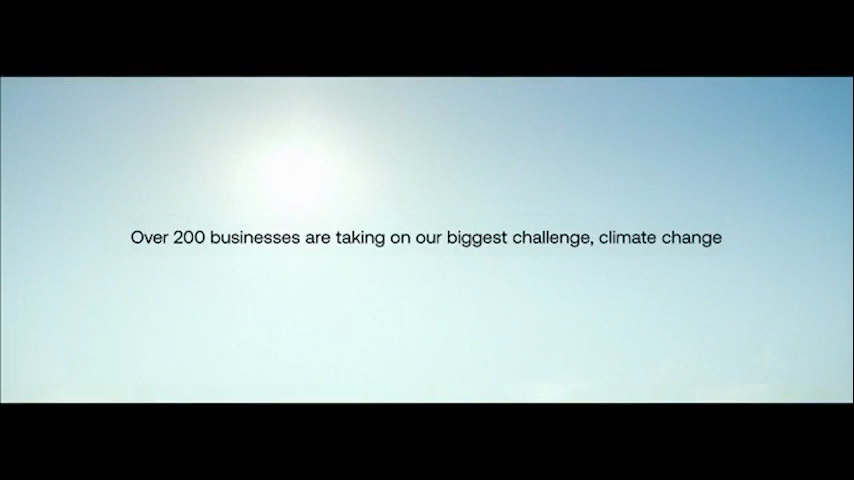 Over 200 businesses are taking on our biggest challenge, climate change